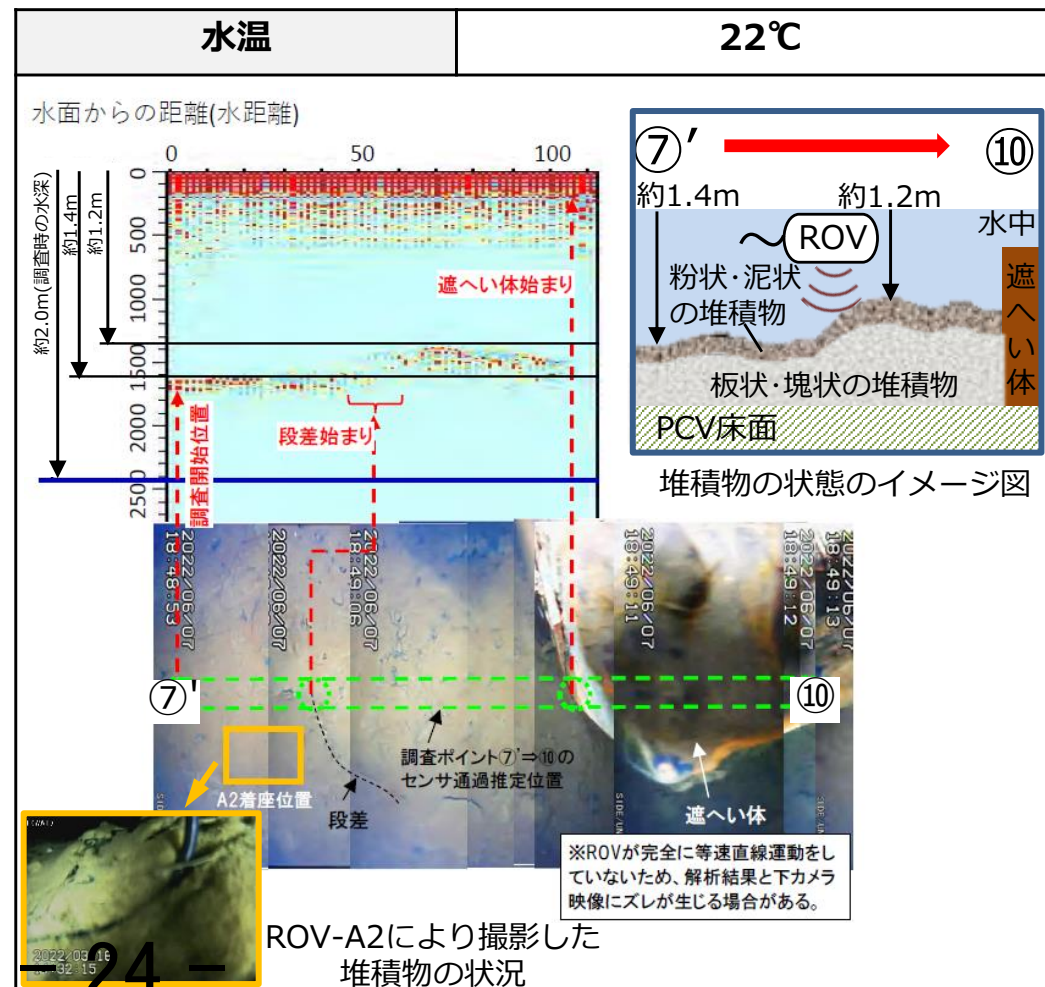 水温
22℃
水面からの距離(水距離)
0 50 100
0
500
1000
1500
2000
2500
約2.0m(調査時の水深)
約1.4m
約1.2m
遮へい体始まり
段差始まり
調査開始位置
⑦′ ⑩
約1.4m 約1.2m
水中
ROV
粉状･泥状
の堆積物
遮へい体
板状･塊状の堆積物
PCV床面
堆積物の状態のイメージ図
2022/06/07
18:48:53
2022/06/07
2022/06/07
18:49:06
2022/06/07
18:49:11
2022/06/07
18:49:12
2022/06/07
18:49:13
⑦' ⑩
調査ポイント⑦'⇒⑩の
センサ通過推定位置
A2着座位置
段差
遮へい体
※ROVが完全に等速直線運動をし
ていないため、解析結果と下カメラ
映像にズレが生じる場合がある。
ROV-A2により撮影した
堆積物の状況
- 24 -